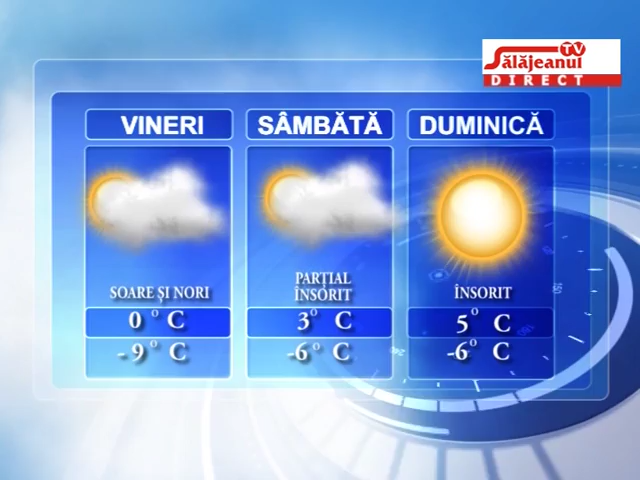 Sălăjeanul TV
DIRECT
VINERI
SÂMBĂTĂ
DUMINICĂ
SOARE ȘI NORI
PARȚIAL
ÎNSORIT
ÎNSORIT
0° C
3° C
5° C
-9° C
-6° C
-6° C